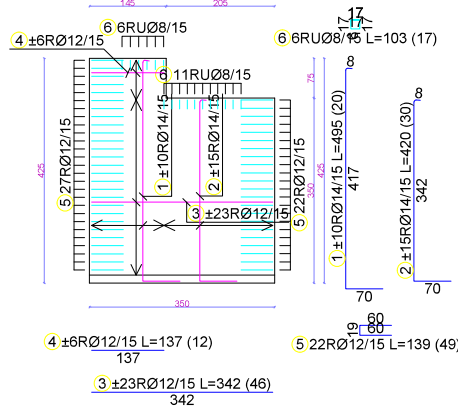 145 205
⑥ 6RUØ8/15
④ ±6RØ12/15
⑥ 11RUØ8/15
① ±10RØ14/15
② ±15RØ14/15
⑤ 27RØ12/15
⑤ 22RØ12/15
③ ±23RØ12/15
425
75
350
425
350
17
17 17 17
⑥ 6RUØ8/15 L=103 (17)
8
① ±10RØ14/15 L=495 (20)
417
70
8
② ±15RØ14/15 L=420 (30)
342
70
④ ±6RØ12/15 L=137 (12)
137
60
19 60
⑤ 22RØ12/15 L=139 (49)
③ ±23RØ12/15 L=342 (46)
342